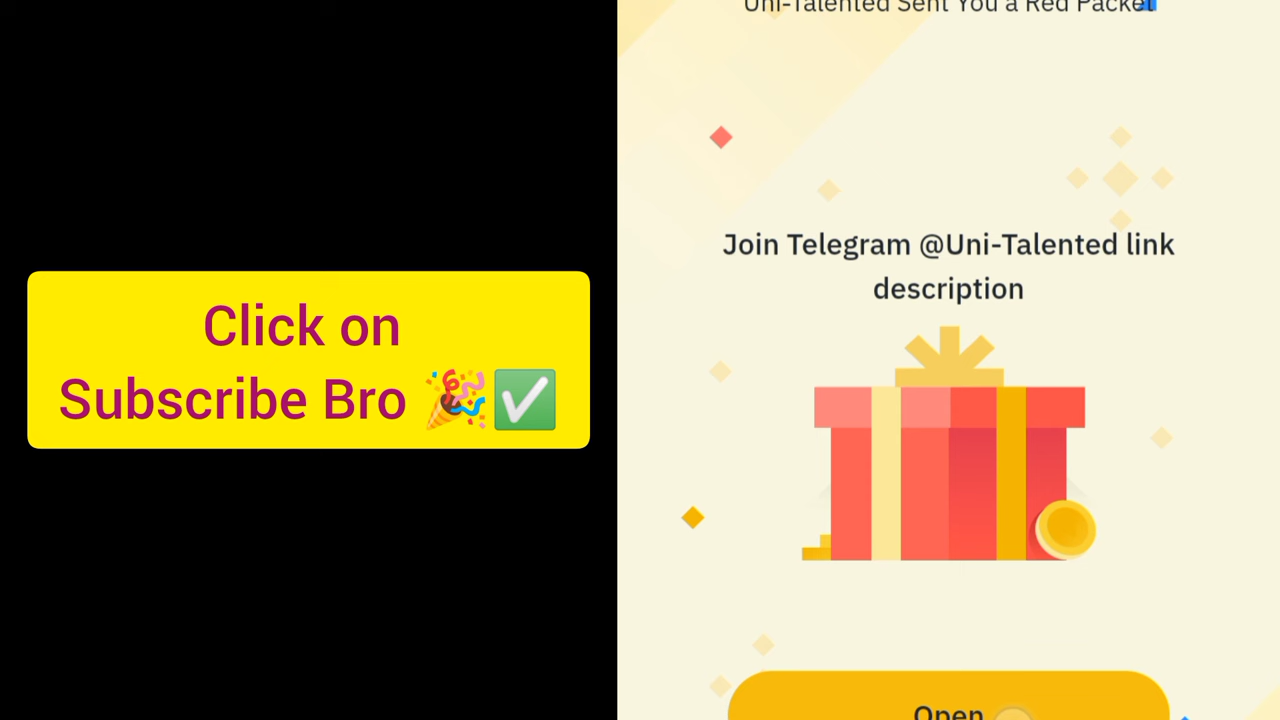 Uni-Talented Sent You a Red Packet
Join Telegram @Uni-Talented link
description
Click on
Subscribe Bro 🎉✅
Open